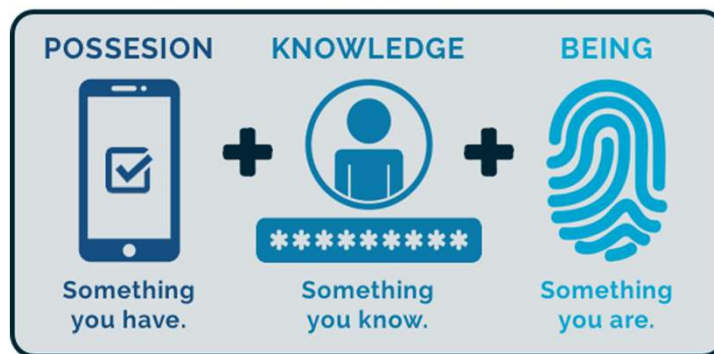 POSSESION
KNOWLEDGE
BEING
*********
Something
you have.
Something
you know.
Something
you are.